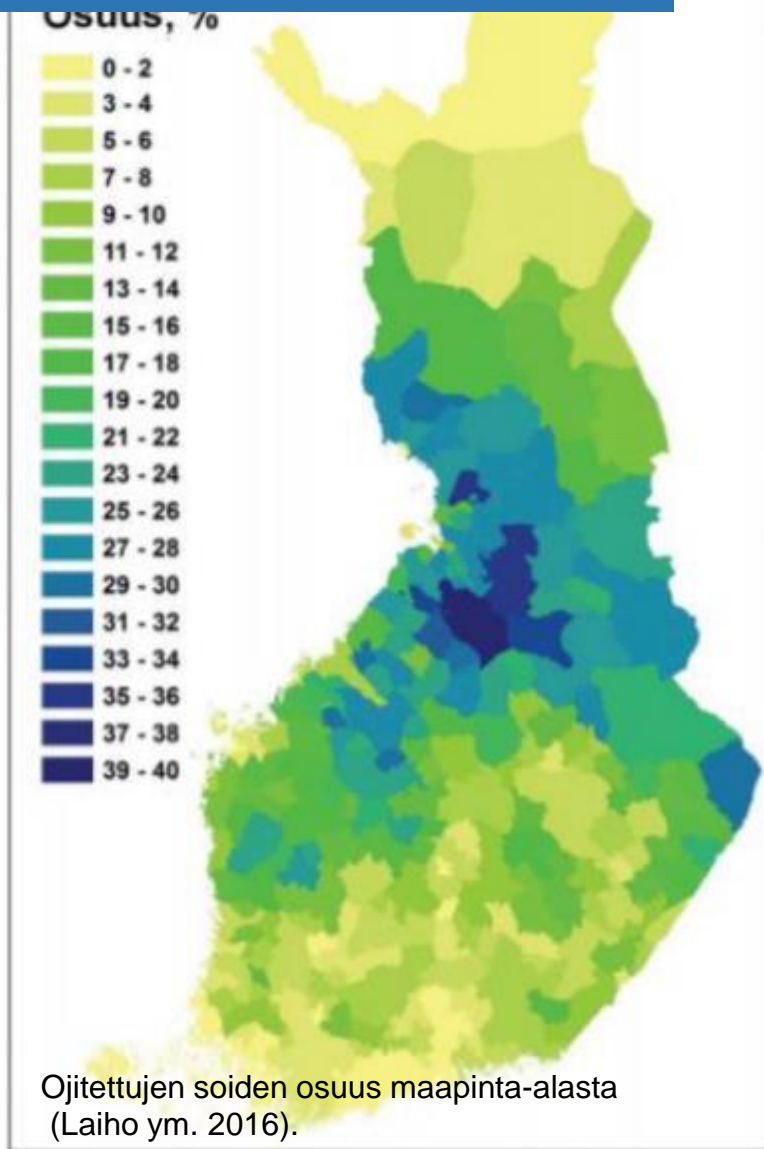 Osuus, %
0 - 2
3 - 4
5 - 6
7 - 8
9 - 10
11 - 12
13 - 14
15 - 16
17 - 18
19 - 20
21 - 22
23 - 24
25 - 26
27 - 28
29 - 30
31 - 32
33 - 34
35 - 36
37 - 38
39 - 40
Ojitettujen soiden osuus maapinta-alasta
(Laiho ym. 2016).